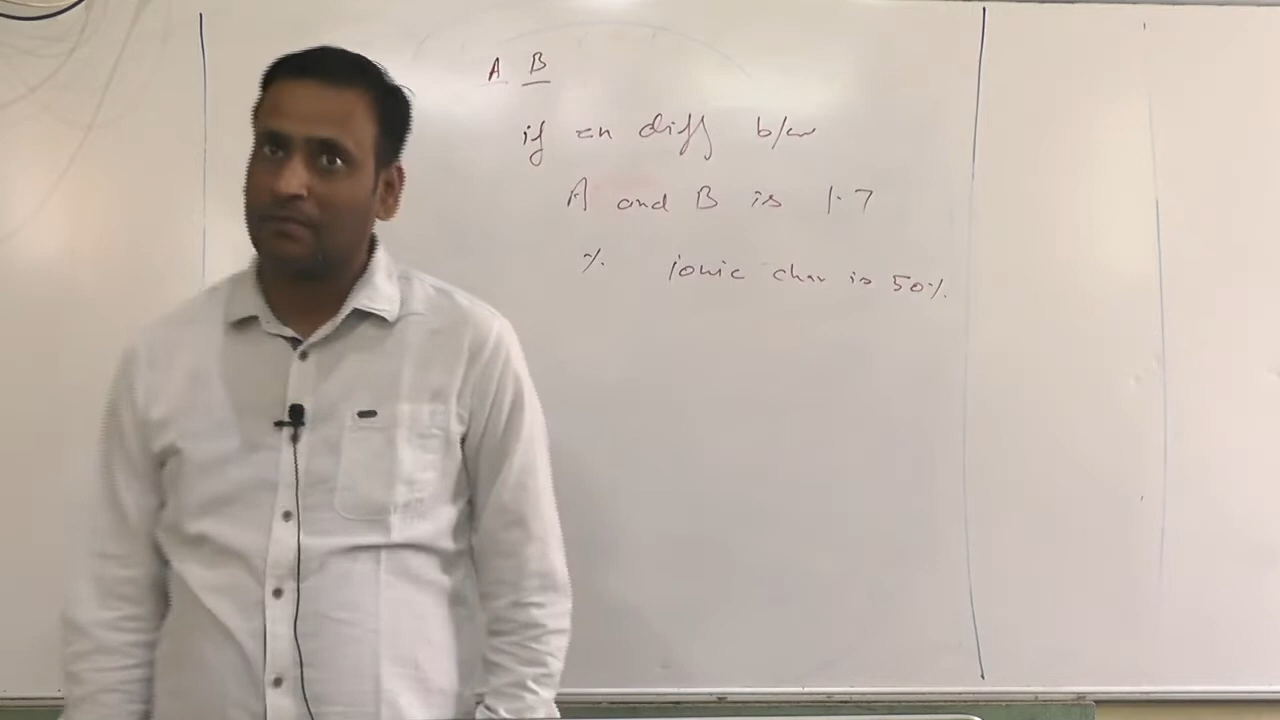 A B
if en diff b/w
A and B is 1.7
% ionic char is 50%.